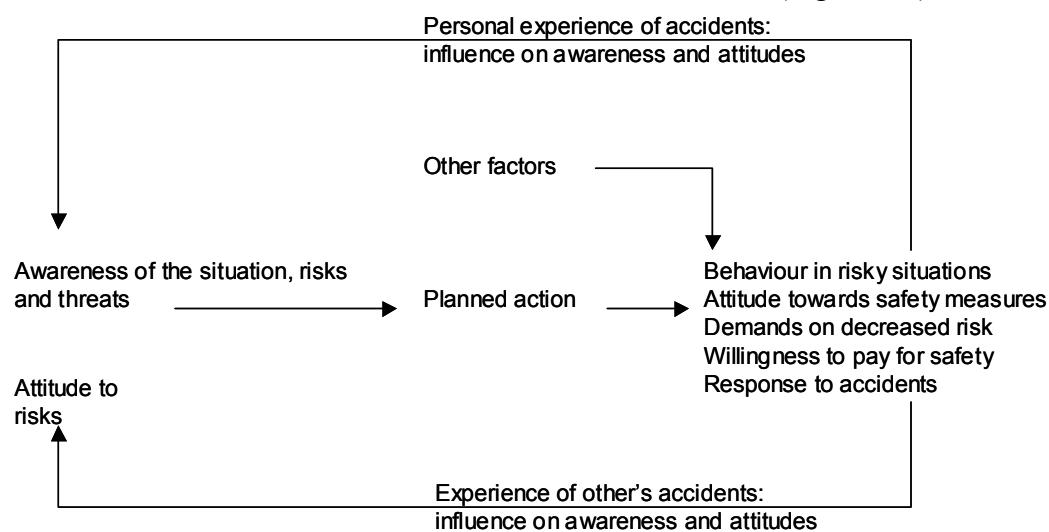 Personal experience of accidents:
influence on awareness and attitudes
Other factors
Awareness of the situation, risks
and threats
Planned action
Behaviour in risky situations
Attitude towards safety measures
Demands on decreased risk
Willingness to pay for safety
Response to accidents
Attitude to
risks
Experience of other's accidents:
influence on awareness and attitudes